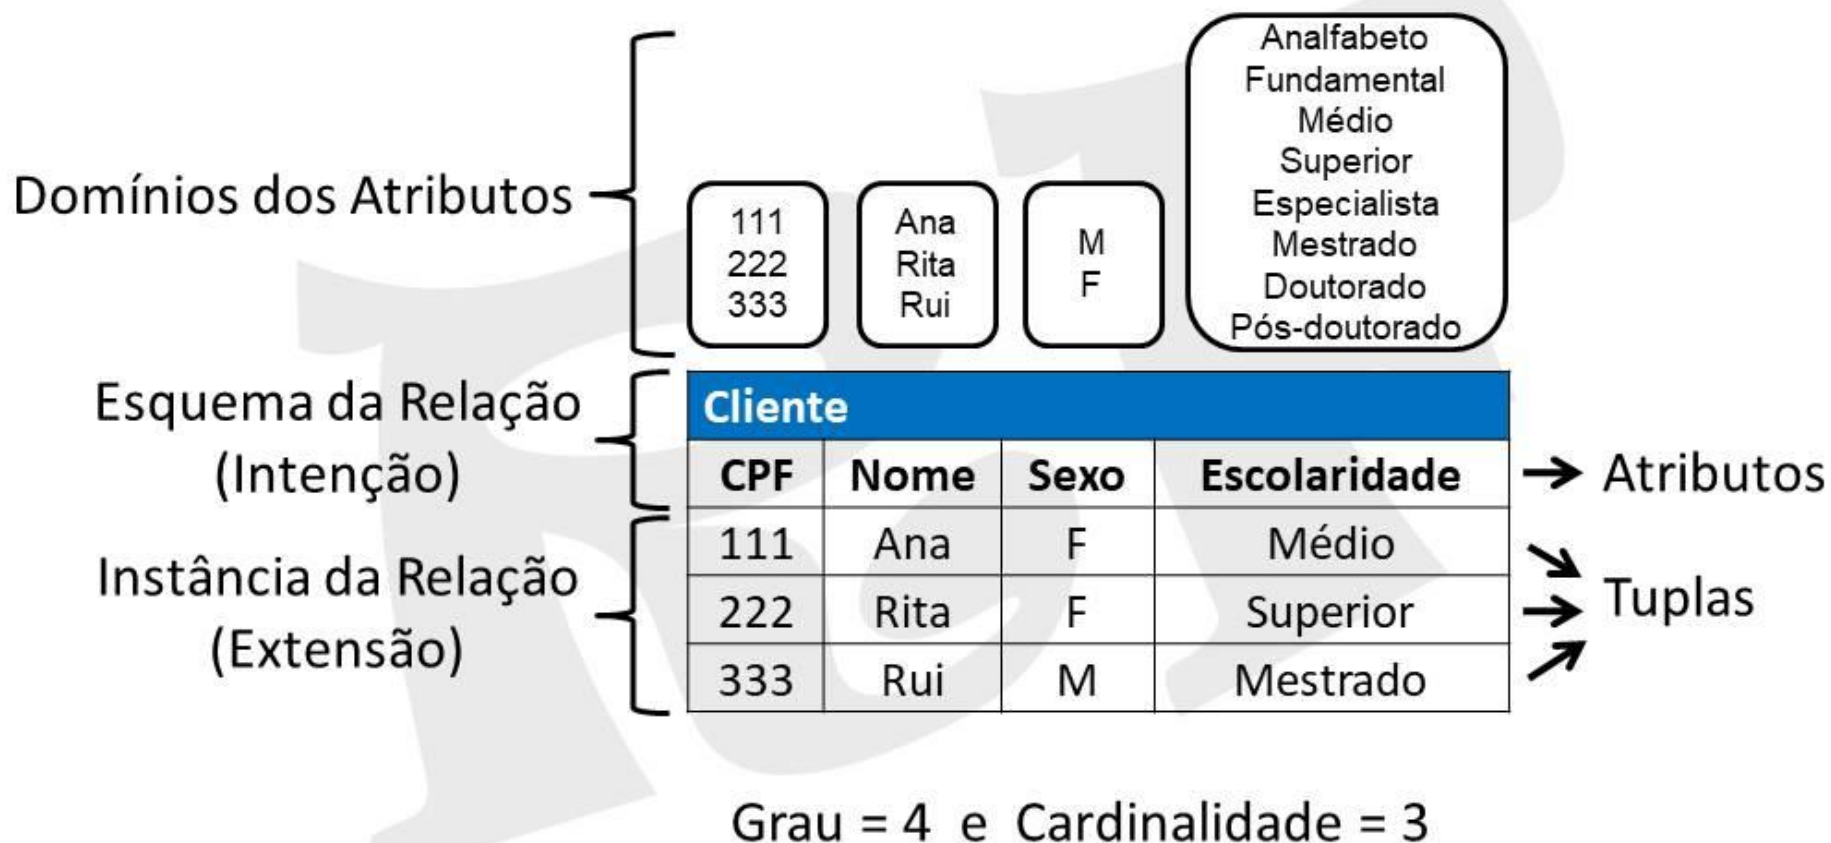 Domínios dos Atributos
111
222
333
Ana
Rita
Rui
M
F
Analfabeto
Fundamental
Médio
Superior
Especialista
Mestrado
Doutorado
Pós-doutorado
Esquema da Relação
(Intenção)
Cliente
CPF Nome Sexo Escolaridade
Atributos
Instância da Relação
(Extensão)
111 Ana F Médio
222 Rita F Superior
333 Rui M Mestrado
Tuplas
Grau = 4 e Cardinalidade = 3